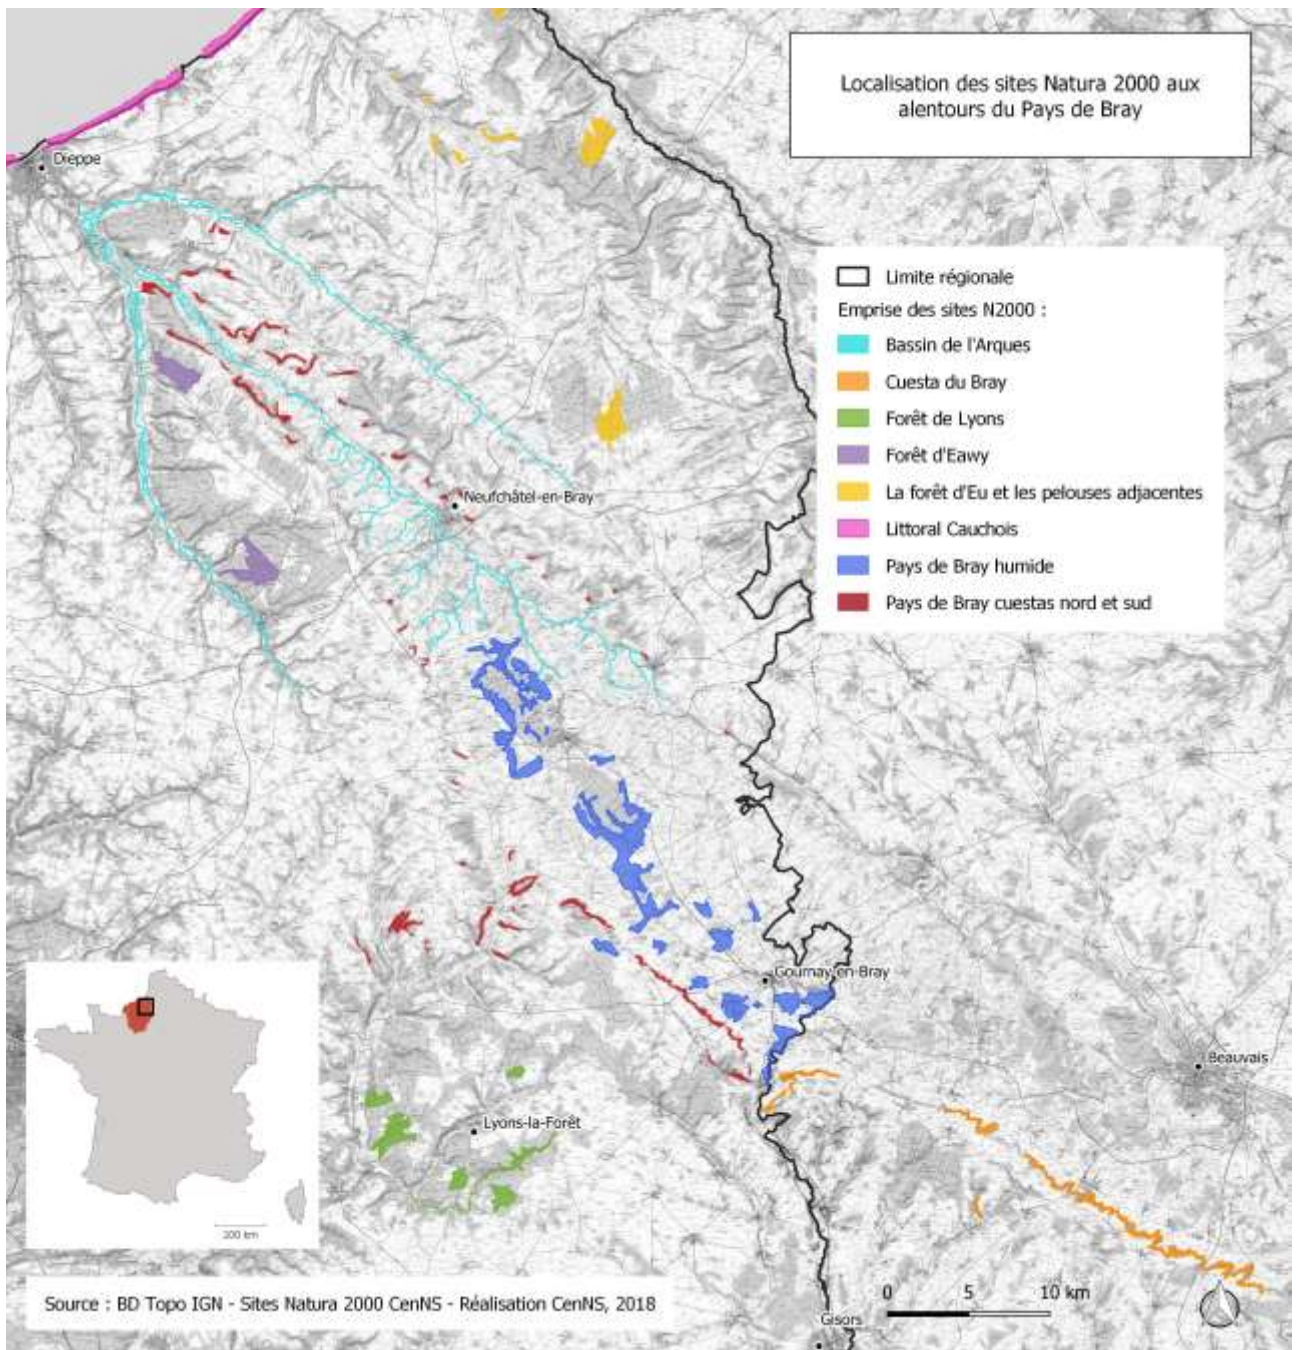 Localisation des sites Natura 2000 aux
alentours du Pays de Bray
Dieppe
Limite régionale
Emprise des sites N2000 :
Bassin de l'Arques
Cuesta du Bray
Forêt de Lyons
Forêt d'Eawy
La forêt d'Eu et les pelouses adjacentes
Littoral Cauchois
Pays de Bray humide
Pays de Bray cuestas nord et sud
Neufchâtel-en-Bray
Gournay-en-Bray
Beauvais
Lyons-la-Forêt
200 km
0 5 10 km
Gisors
Source : BD Topo IGN - Sites Natura 2000 CenNS - Réalisation CenNS, 2018